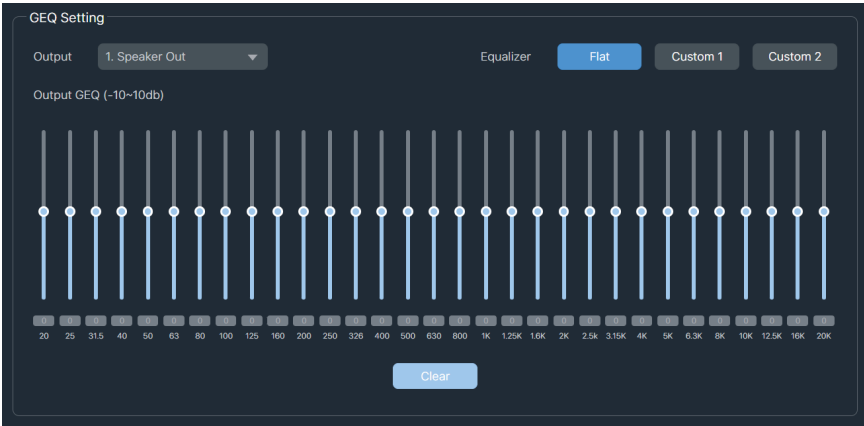 GEQ Setting
Output 1. Speaker Out Equalizer Flat Custom 1 Custom 2
Output GEQ (-10~10db)
0 0 0 0 0 0 0 0 0 0 0 0 0 0 0 0 0 0 0 0 0 0 0 0 0 0 0 0 0 0 0
20 25 31.5 40 50 63 80 100 125 160 200 250 326 400 500 630 800 1K 1.25K 1.6K 2K 2.5k 3.15K 4K 5K 6.3K 8K 10K 12.5K 16K 20K
Clear